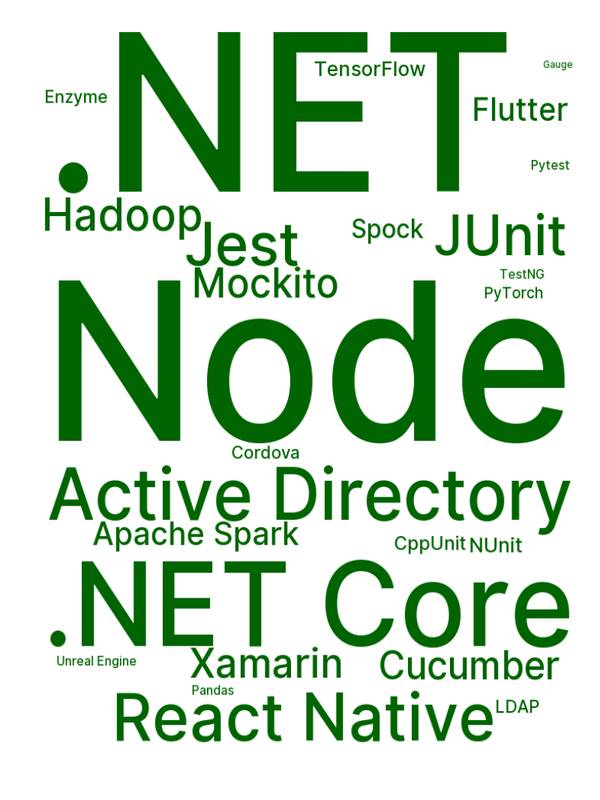 .NET
TensorFlow
Gauge
Enzyme
Flutter
Pytest
Hadoop
Jest
Spock
JUnit
Mockito
TestNG
PyTorch
Node
Cordova
Active Directory
Apache Spark
CppUnit
NUnit
.NET Core
Unreal Engine
Xamarin
Cucumber
Pandas
React Native
LDAP